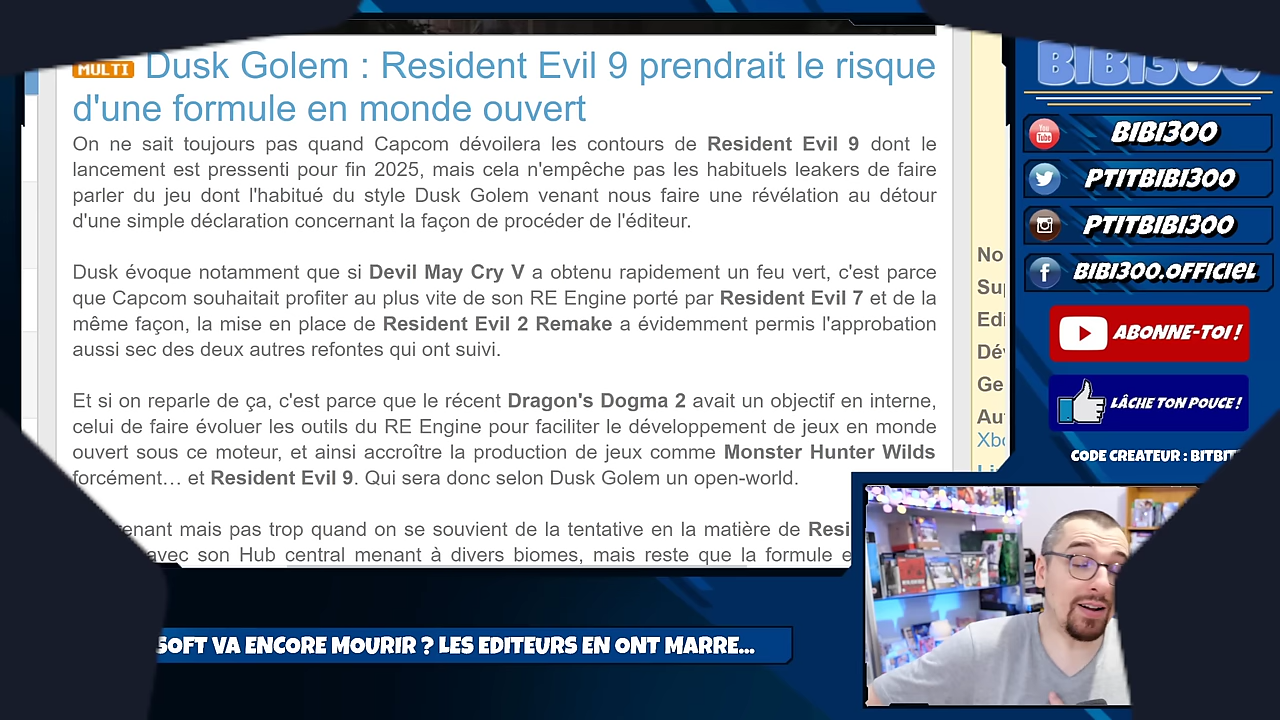 MULTI Dusk Golem : Resident Evil 9 prendrait le risque
d'une formule en monde ouvert
On ne sait toujours pas quand Capcom dévoilera les contours de Resident Evil 9 dont le
lancement est pressenti pour fin 2025, mais cela n'empêche pas les habituels leakers de faire
parler du jeu dont l'habitué du style Dusk Golem venant nous faire une révélation au détour
d'une simple déclaration concernant la façon de procéder de l'éditeur.
Dusk évoque notamment que si Devil May Cry V a obtenu rapidement un feu vert, c'est parce
que Capcom souhaitait profiter au plus vite de son RE Engine porté par Resident Evil 7 et de la
même façon, la mise en place de Resident Evil 2 Remake a évidemment permis l'approbation
aussi sec des deux autres refontes qui ont suivi.
Et si on reparle de ça, c'est parce que le récent Dragon's Dogma 2 avait un objectif en interne,
celui de faire évoluer les outils du RE Engine pour faciliter le développement de jeux en monde
ouvert sous ce moteur, et ainsi accroître la production de jeux comme Monster Hunter Wilds
forcément… et Resident Evil 9. Qui sera donc selon Dusk Golem un open-world.
mais pas trop quand on se souvient de la tentative en la matière de
avec son Hub central menant à divers biomes, mais reste que la formule
No
Edi
Dé
Ge
Au
Xbo
BIBI300
BIBI300
PTITBIBI300
PTITBIBI300
BIBI300.OFFICIEL
ABONNE-TOI !
LÂCHE TON POUCE !
CODE CREATEUR : BITBIT
SOFT VA ENCORE MOURIR ? LES EDITEURS EN ONT MARRE...